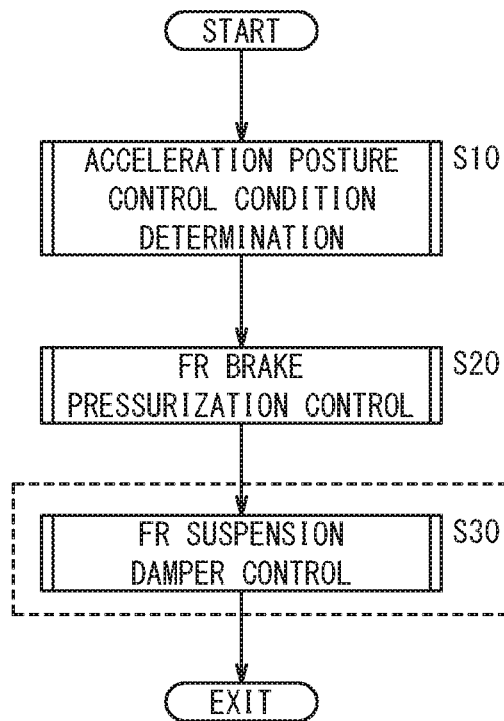 START
ACCELERATION POSTURE
CONTROL CONDITION
DETERMINATION
S10
FR BRAKE
PRESSURIZATION CONTROL
S20
FR SUSPENSION
DAMPER CONTROL
S30
EXIT